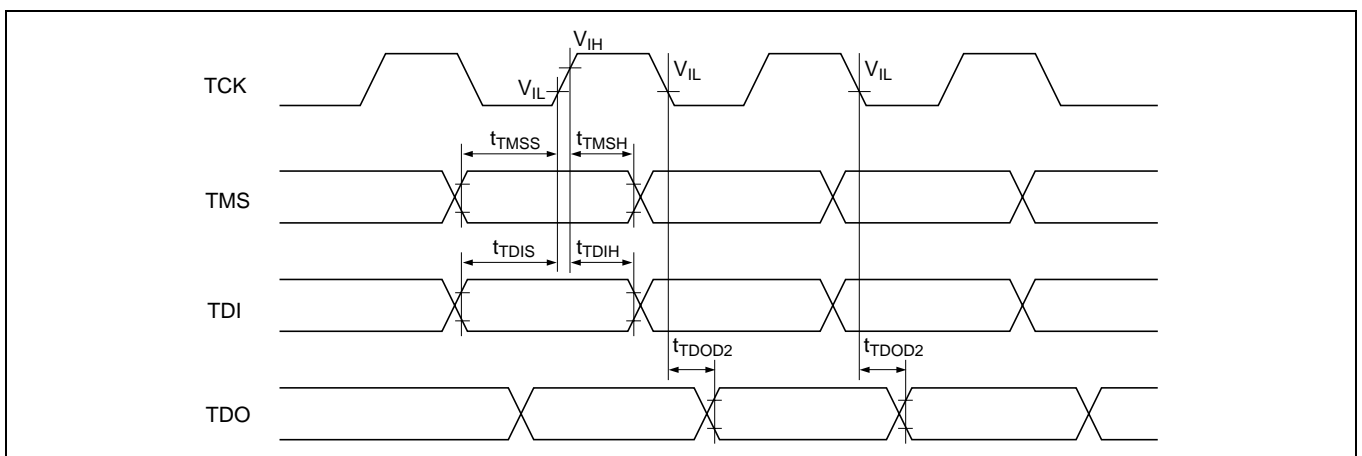 V_IH
TCK V_IL V_IL V_IL
t_TMSS t_TMSH
TMS
t_TDIS t_TDIH
TDI
t_TDOD2 t_TDOD2
TDO